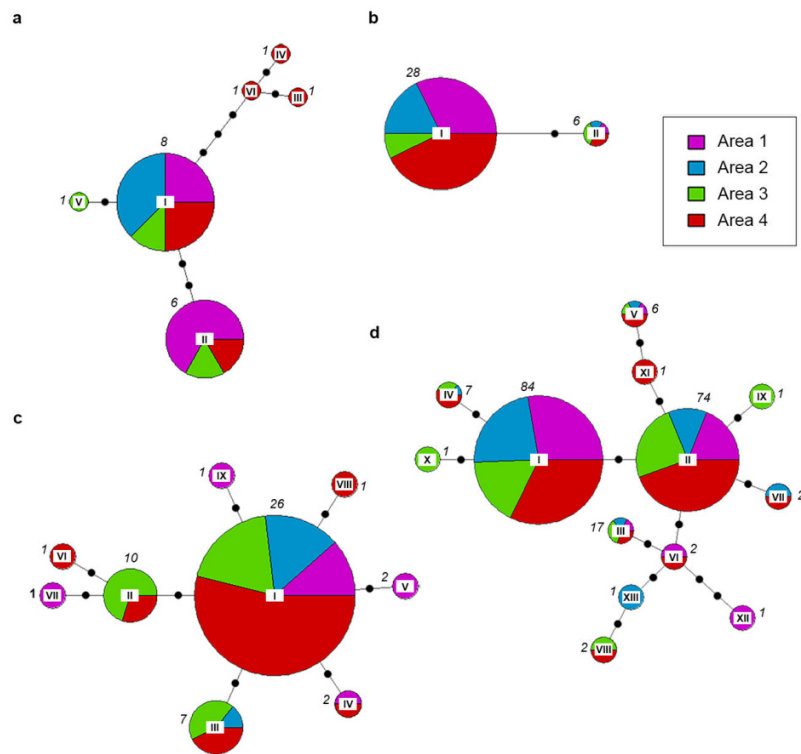 a
1
IV
1
VI
III
1
8
I
1
V
6
II
b
28
I
6
II
Area 1
Area 2
Area 3
Area 4
c
1
IX
26
VIII
1
1
VI
10
1
VII
II
I
2
V
7
III
2
IV
d
V
6
XI
1
IV
7
84
74
IX
1
1
X
I
II
VII
2
17
III
VI
2
1
XIII
XII
1
2
VIII